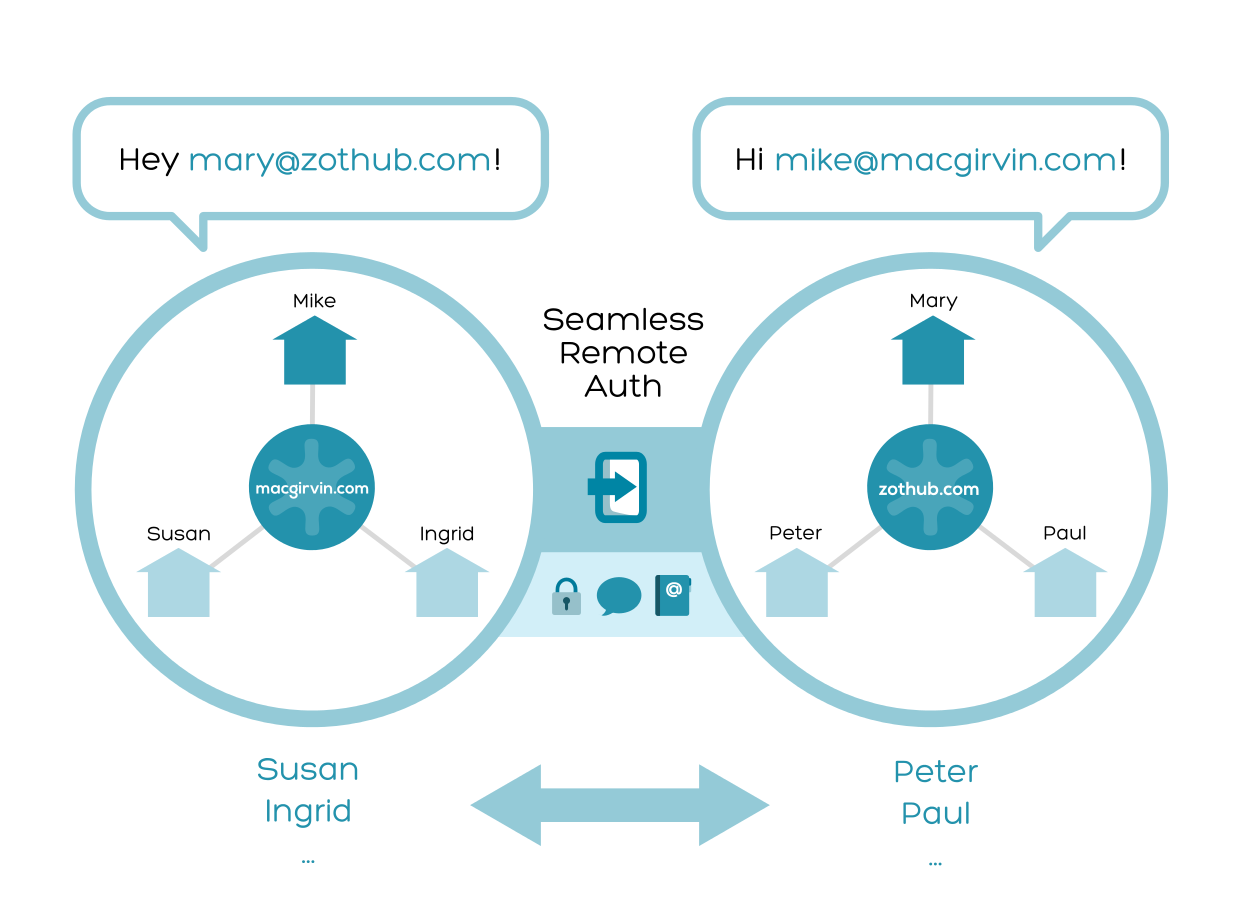 Hey mary@zothub.com!
Hi mike@macgirvin.com!
Mike
Mary
Seamless
Remote
Auth
macgirvin.com
zothub.com
Susan
Ingrid
Peter
Paul
@
Susan
Ingrid
...
Peter
Paul
...